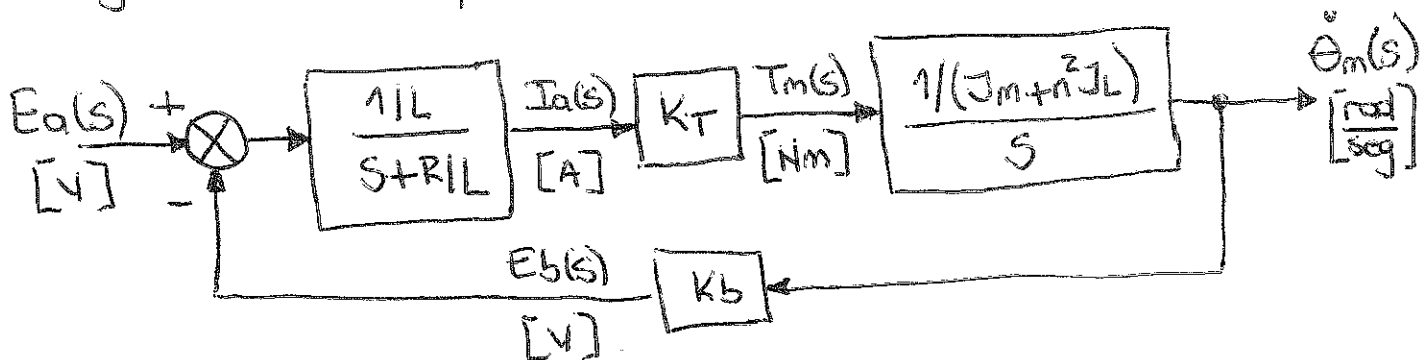 Ea(s) +
[V] -
1/L
S+R/L
Ia(s)
[A]
KT
Tm(s)
[Nm]
1/(Jm+n²JL)
S
θ̇m(s)
[rad/seg]
Eb(s)
[V]
Kb